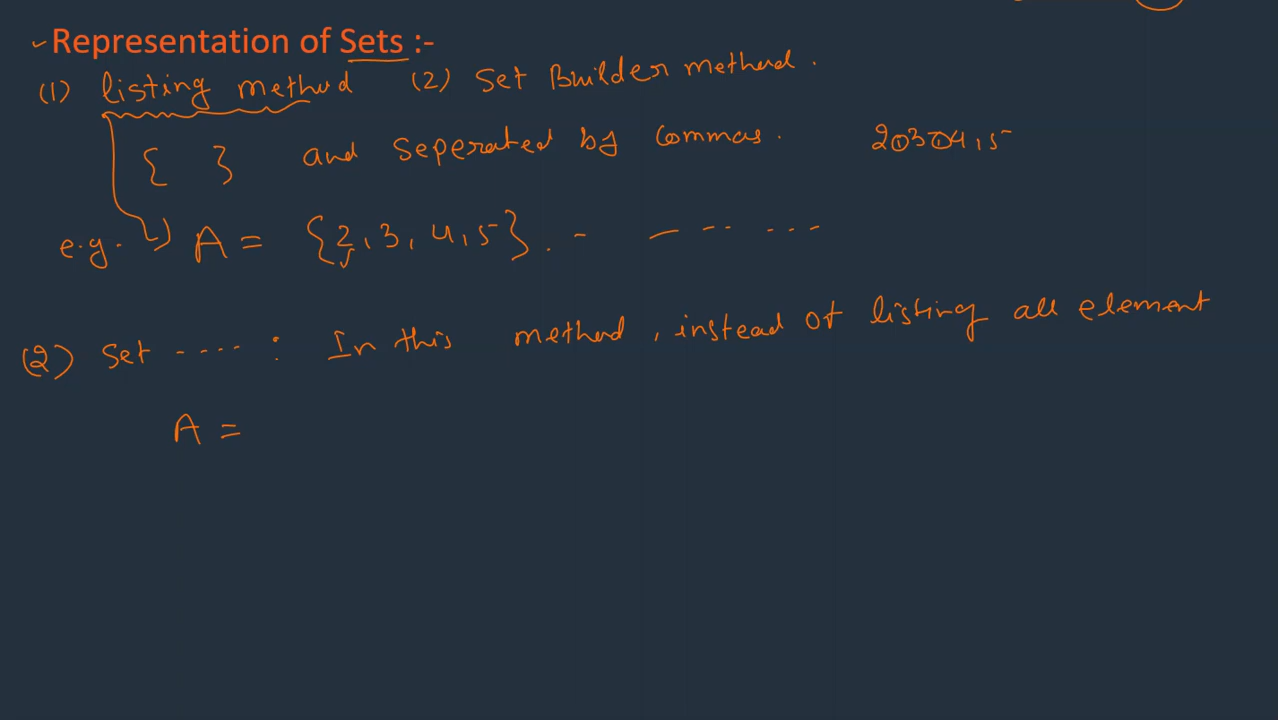 Representation of Sets :-
(1) listing method (2) Set Builder method.
{ } and seperated by commas. 2,3,4,5
e.g. A = {2,3,4,5}. - — -- ---
(2) Set ---- : In this method, instead of listing all element
A =